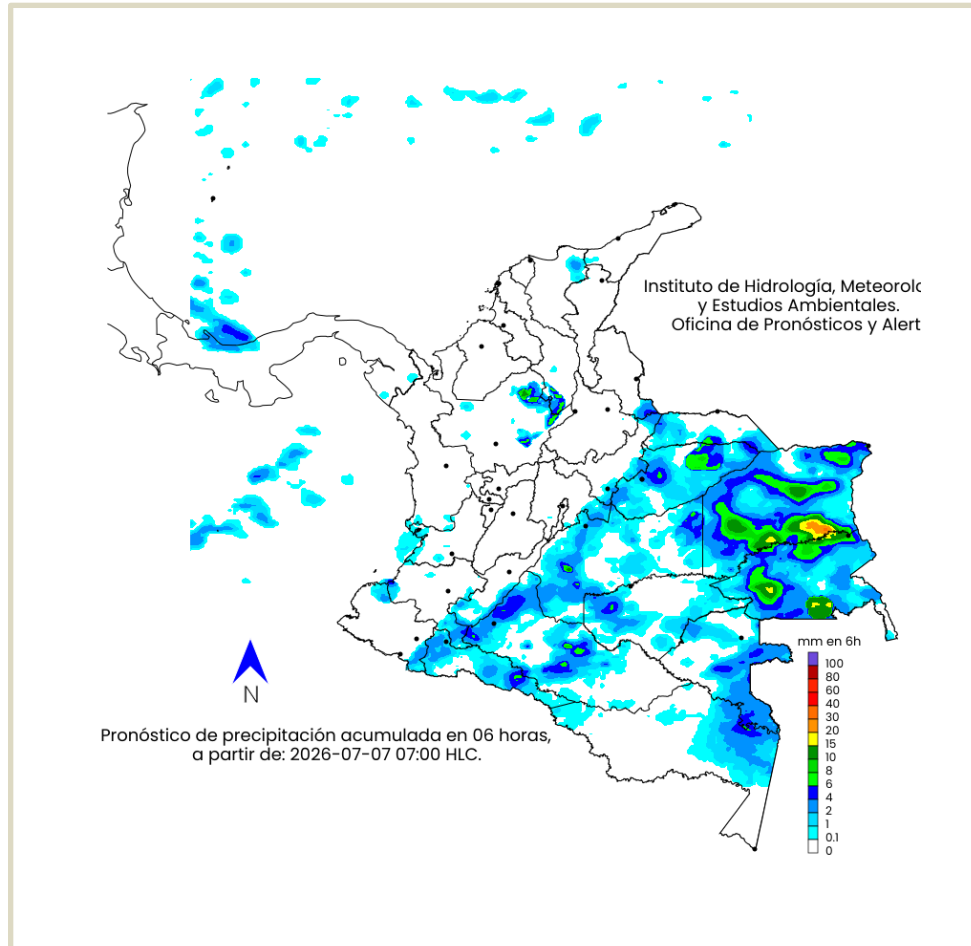 Instituto de Hidrología, Meteorolo
y Estudios Ambientales.
Oficina de Pronósticos y Alert
N
Pronóstico de precipitación acumulada en 06 horas,
a partir de: 2026-07-07 07:00 HLC.
mm en 6h
100
80
60
40
30
20
15
10
8
6
4
2
1
0.1
0